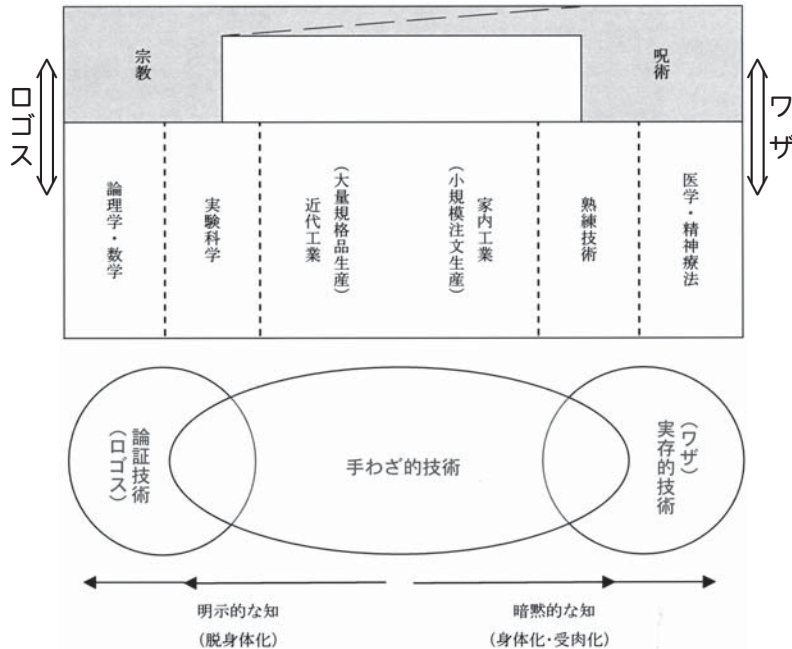 宗教
呪術
ロゴス
ワザ
論理学・数学
実験科学
近代工業
(大量規格品生産)
家内工業
(小規模注文生産)
熟練技術
医学・精神療法
論証技術
(ロゴス)
手わざ的技術
(ワザ)
実存的技術
明示的な知
(脱身体化)
暗黙的な知
(身体化・受肉化)